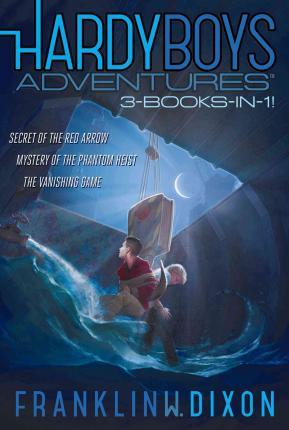 HARDYBOYS
ADVENTURES™
3-BOOKS-IN-1!
SECRET OF THE RED ARROW
MYSTERY OF THE PHANTOM HEIST
THE VANISHING GAME
FRANKLIN W. DIXON